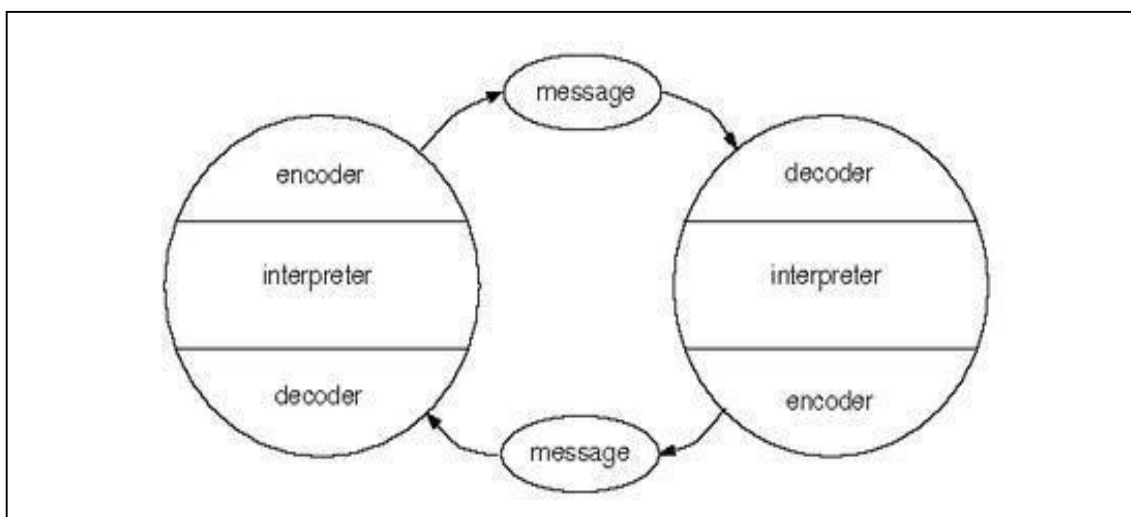 message
encoder
decoder
interpreter
interpreter
decoder
encoder
message